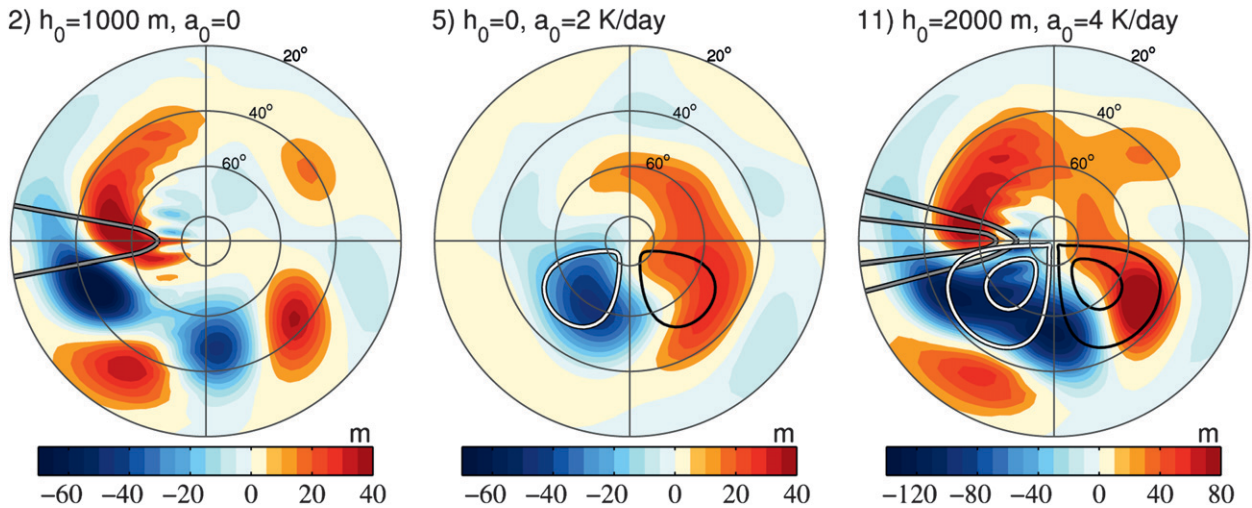 2) h₀=1000 m, a₀=0
5) h₀=0, a₀=2 K/day
11) h₀=2000 m, a₀=4 K/day
20° 20° 20°
40° 40° 40°
60° 60° 60°
m m m
−60 −40 −20 0 20 40 −60 −40 −20 0 20 40 −120 −80 −40 0 40 80